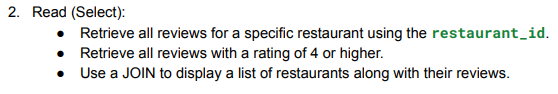 2. Read (Select):
● Retrieve all reviews for a specific restaurant using the restaurant_id.
● Retrieve all reviews with a rating of 4 or higher.
● Use a JOIN to display a list of restaurants along with their reviews.